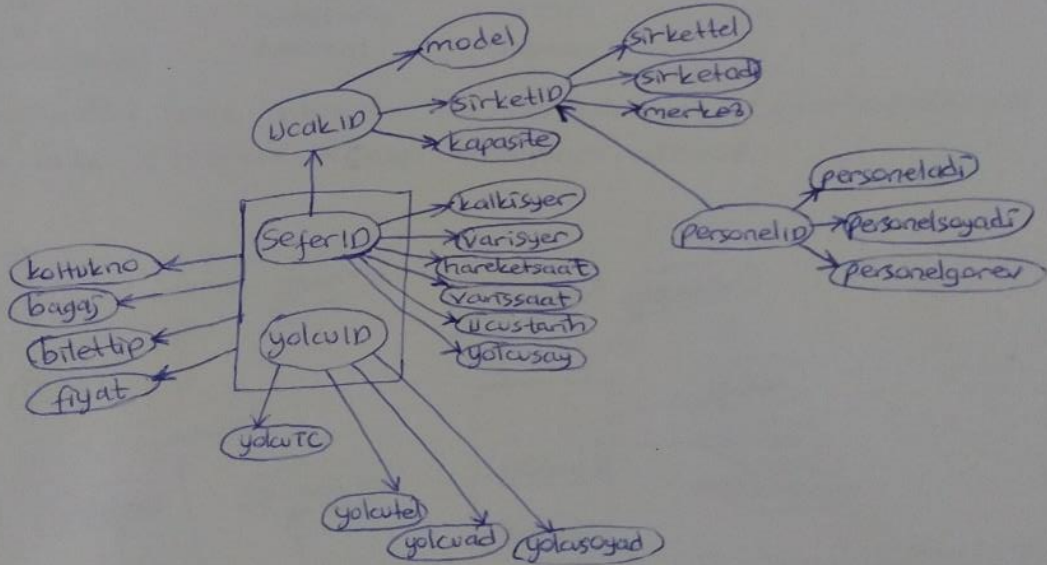 model
sirkettel
sirketadi
sirketID
merkez
UcakID
kapasite
personeladi
kalkisyer
SeferID
varisyer
personelID
personelsoyadi
koltukno
hareketsaat
personelgorev
bagaj
varissaat
ucustarih
bilettip
yolcuID
yolcusay
fiyat
yolcuTC
yolcutel
yolcuad
yolcusoyad